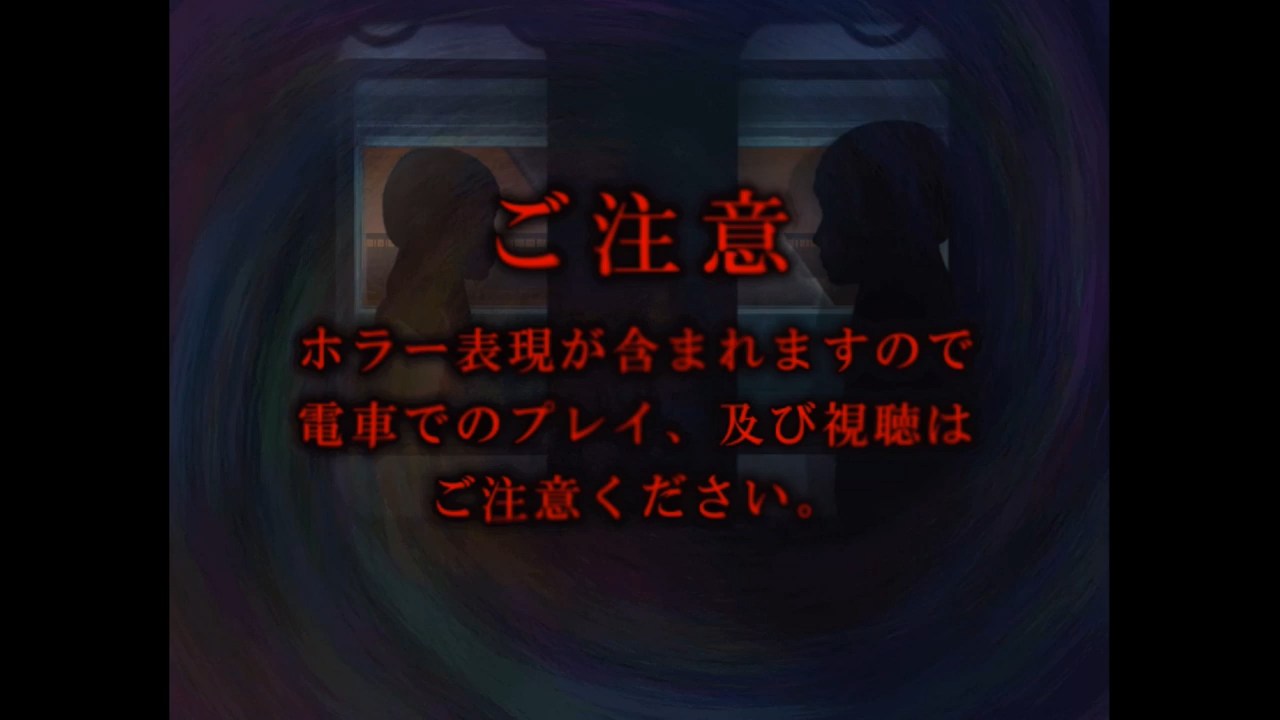 ご注意
ホラー表現が含まれますので
電車でのプレイ、及び視聴は
ご注意ください。